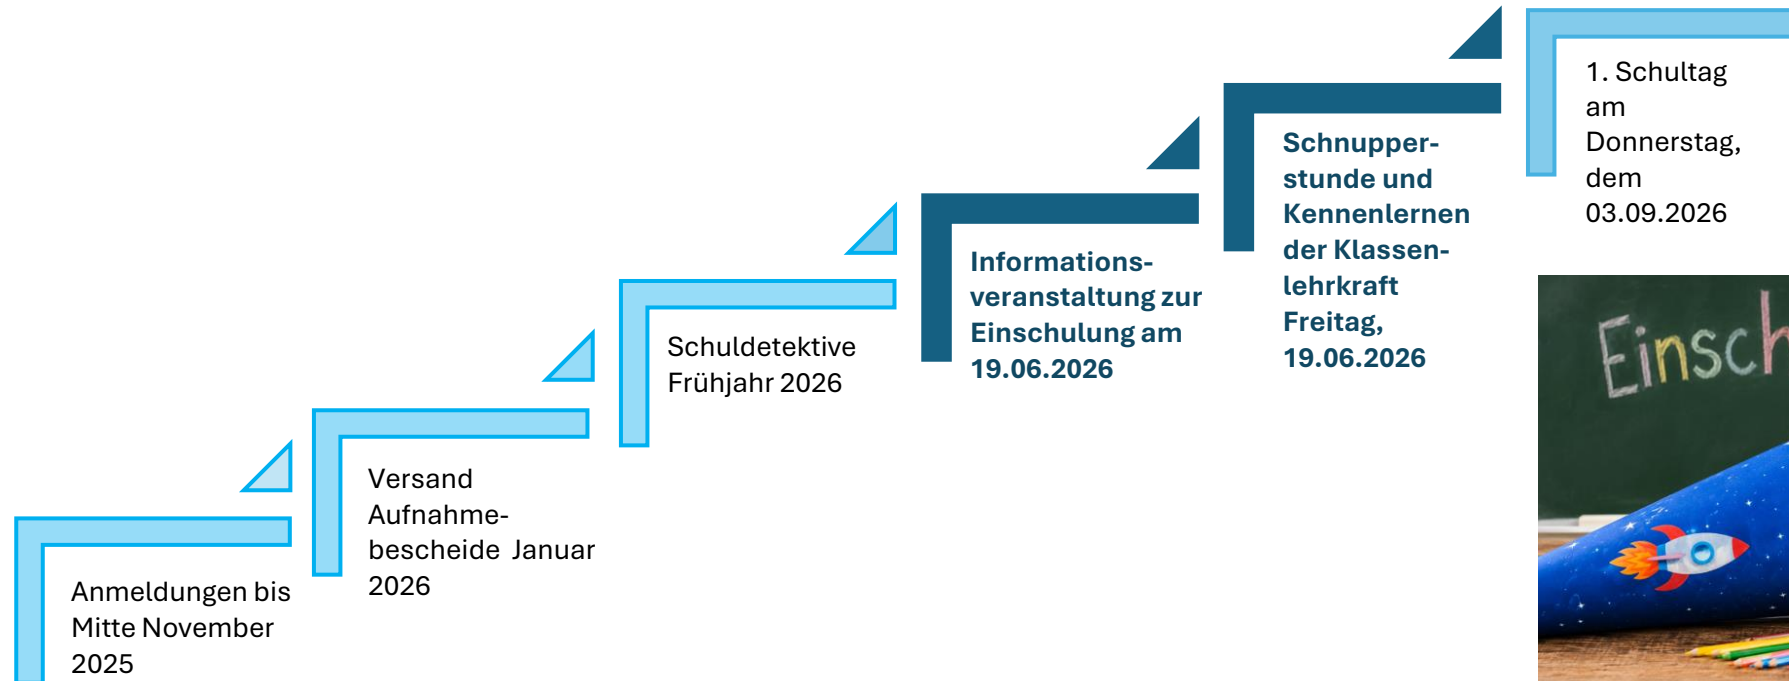 Anmeldungen bis
Mitte November
2025
Versand
Aufnahme-
bescheide Januar
2026
Schuldetektive
Frühjahr 2026
Informations-
veranstaltung zur
Einschulung am
19.06.2026
Schnupper-
stunde und
Kennenlernen
der Klassen-
lehrkraft
Freitag,
19.06.2026
1. Schultag
am
Donnerstag,
dem
03.09.2026
Einsch